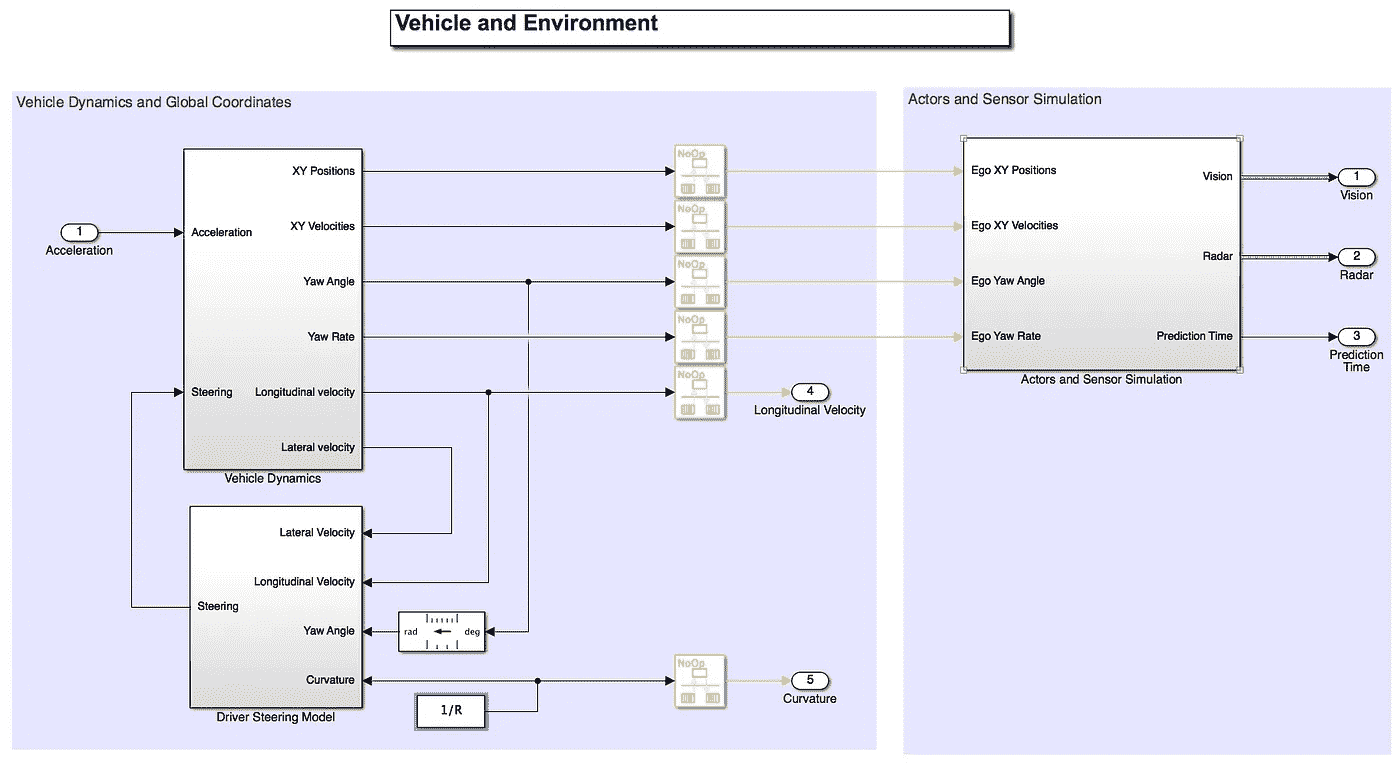 Vehicle and Environment
Vehicle Dynamics and Global Coordinates
1
Acceleration
Acceleration
Steering
XY Positions
XY Velocities
Yaw Angle
Yaw Rate
Longitudinal velocity
Lateral velocity
Vehicle Dynamics
NoOp
NoOp
NoOp
NoOp
NoOp
4
Longitudinal Velocity
Lateral Velocity
Longitudinal Velocity
Steering
Yaw Angle
Curvature
Driver Steering Model
rad
deg
1/R
NoOp
5
Curvature
Actors and Sensor Simulation
Ego XY Positions
Ego XY Velocities
Ego Yaw Angle
Ego Yaw Rate
Vision
Radar
Prediction Time
Actors and Sensor Simulation
1
Vision
2
Radar
3
Prediction
Time